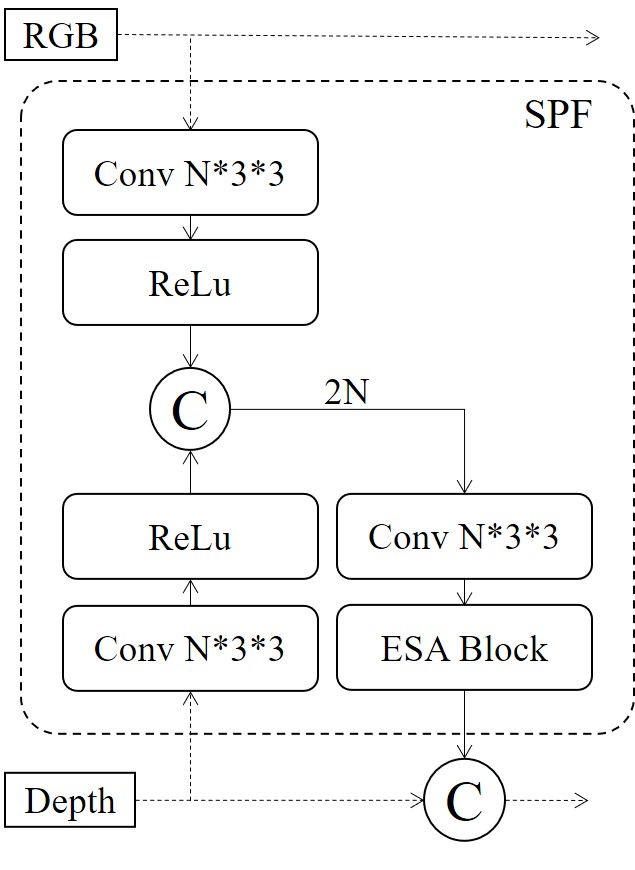 RGB
SPF
Conv N*3*3
ReLu
C
2N
ReLu
Conv N*3*3
Conv N*3*3
ESA Block
Depth
C